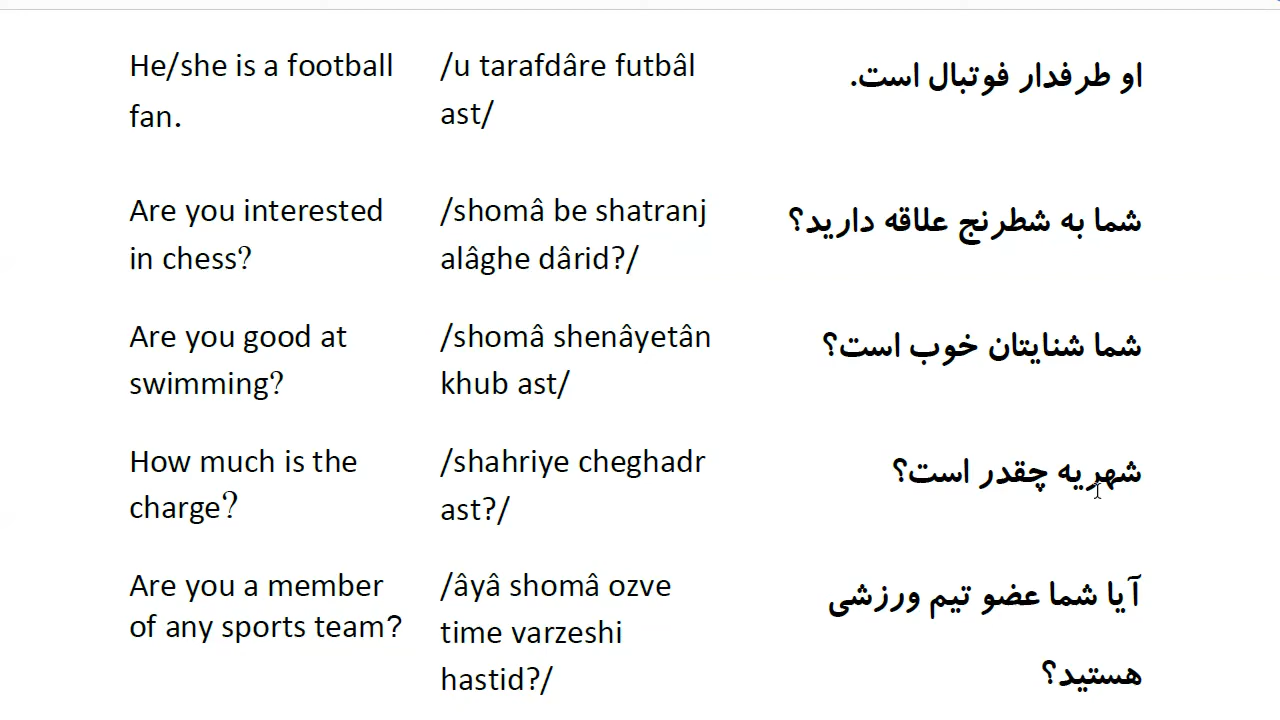 He/she is a football
fan.
/u tarafdâre futbâl
ast/
او طرفدار فوتبال است.
Are you interested
in chess?
/shomâ be shatranj
alâghe dârid?/
شما به شطرنج علاقه دارید؟
Are you good at
swimming?
/shomâ shenâyetân
khub ast/
شما شنایتان خوب است؟
How much is the
charge?
/shahriye cheghadr
ast?/
شهریه چقدر است؟
Are you a member
of any sports team?
/âyâ shomâ ozve
time varzeshi
hastid?/
آیا شما عضو تیم ورزشی
هستید؟